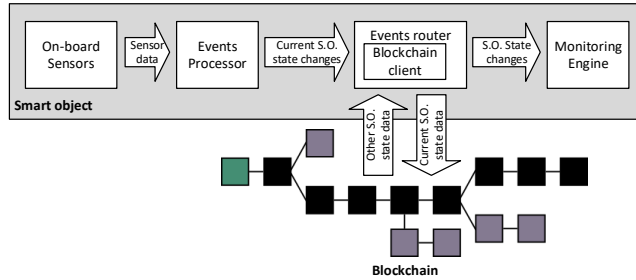 On-board
Sensors
Sensor
data
Events
Processor
Current S.O.
state changes
Events router
Blockchain
client
S.O. State
changes
Monitoring
Engine
Smart object
Other S.O.
state data
Current S.O.
state data
Blockchain